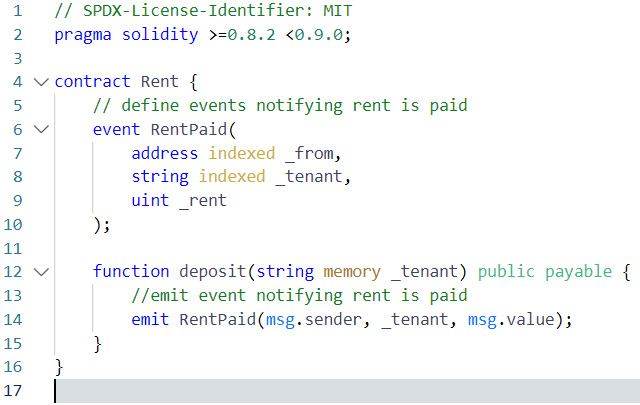 1 // SPDX-License-Identifier: MIT
2 pragma solidity >=0.8.2 <0.9.0;
3
4 contract Rent {
5 // define events notifying rent is paid
6 event RentPaid(
7 address indexed _from,
8 string indexed _tenant,
9 uint _rent
10 );
11
12 function deposit(string memory _tenant) public payable {
13 //emit event notifying rent is paid
14 emit RentPaid(msg.sender, _tenant, msg.value);
15 }
16 }
17